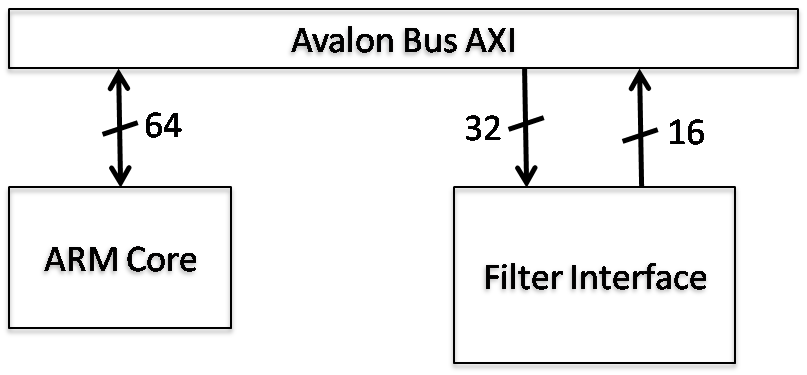 Avalon Bus AXI
64
32
16
ARM Core
Filter Interface